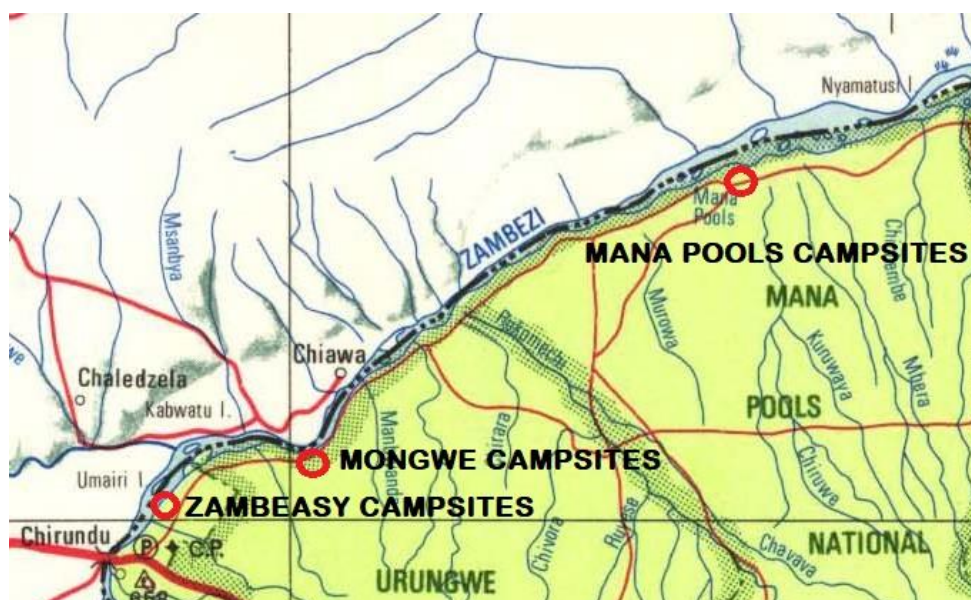 Nyamatusi I.
ZAMBEZI
Mana
Pools
MANA POOLS CAMPSITES
Msanbya
Murowa
MANA
Rukomechi
Kuruwaya
Mbera
Chiawa
Chaledzela
Kabwatu I.
POOLS
MONGWE CAMPSITES
Umairi I.
Chiruwe
ZAMBEASY CAMPSITES
Chirundu
P
C.P.
Chivora
Ruyese
Chavava
NATIONAL
URUNGWE